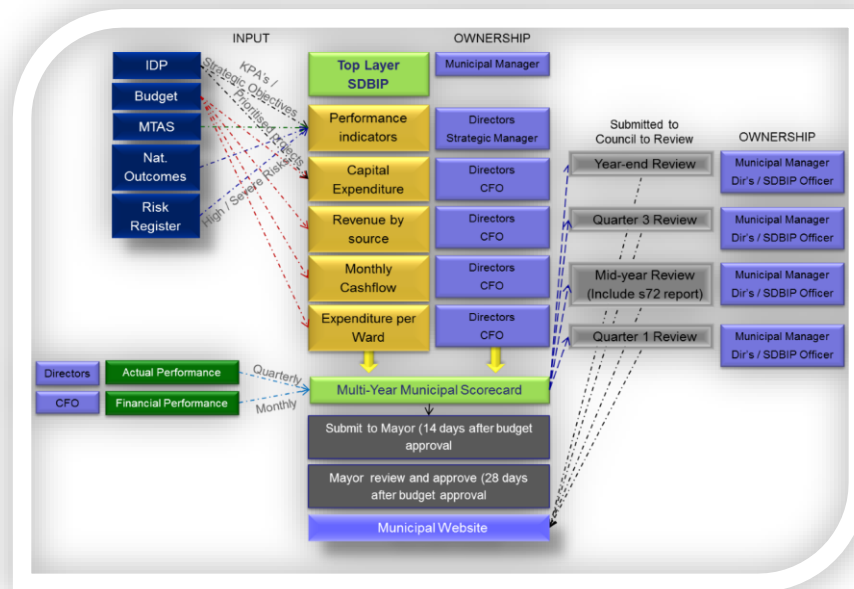 INPUT
OWNERSHIP
IDP
Budget
MTAS
Nat.
Outcomes
Risk
Register
KPA's /
Strategic Objectives
Prioritised projects
High / Severe Risks
Top Layer
SDBIP
Municipal Manager
Performance
indicators
Directors
Strategic Manager
Capital
Expenditure
Directors
CFO
Revenue by
source
Directors
CFO
Monthly
Cashflow
Directors
CFO
Expenditure per
Ward
Directors
CFO
Submitted to
Council to Review
OWNERSHIP
Year-end Review
Municipal Manager
Dir's / SDBIP Officer
Quarter 3 Review
Municipal Manager
Dir's / SDBIP Officer
Mid-year Review
(Include s72 report)
Municipal Manager
Dir's / SDBIP Officer
Quarter 1 Review
Municipal Manager
Dir's / SDBIP Officer
Directors
Actual Performance
Quarterly
CFO
Financial Performance
Monthly
Multi-Year Municipal Scorecard
Submit to Mayor (14 days after budget
approval
Mayor review and approve (28 days
after budget approval
Municipal Website